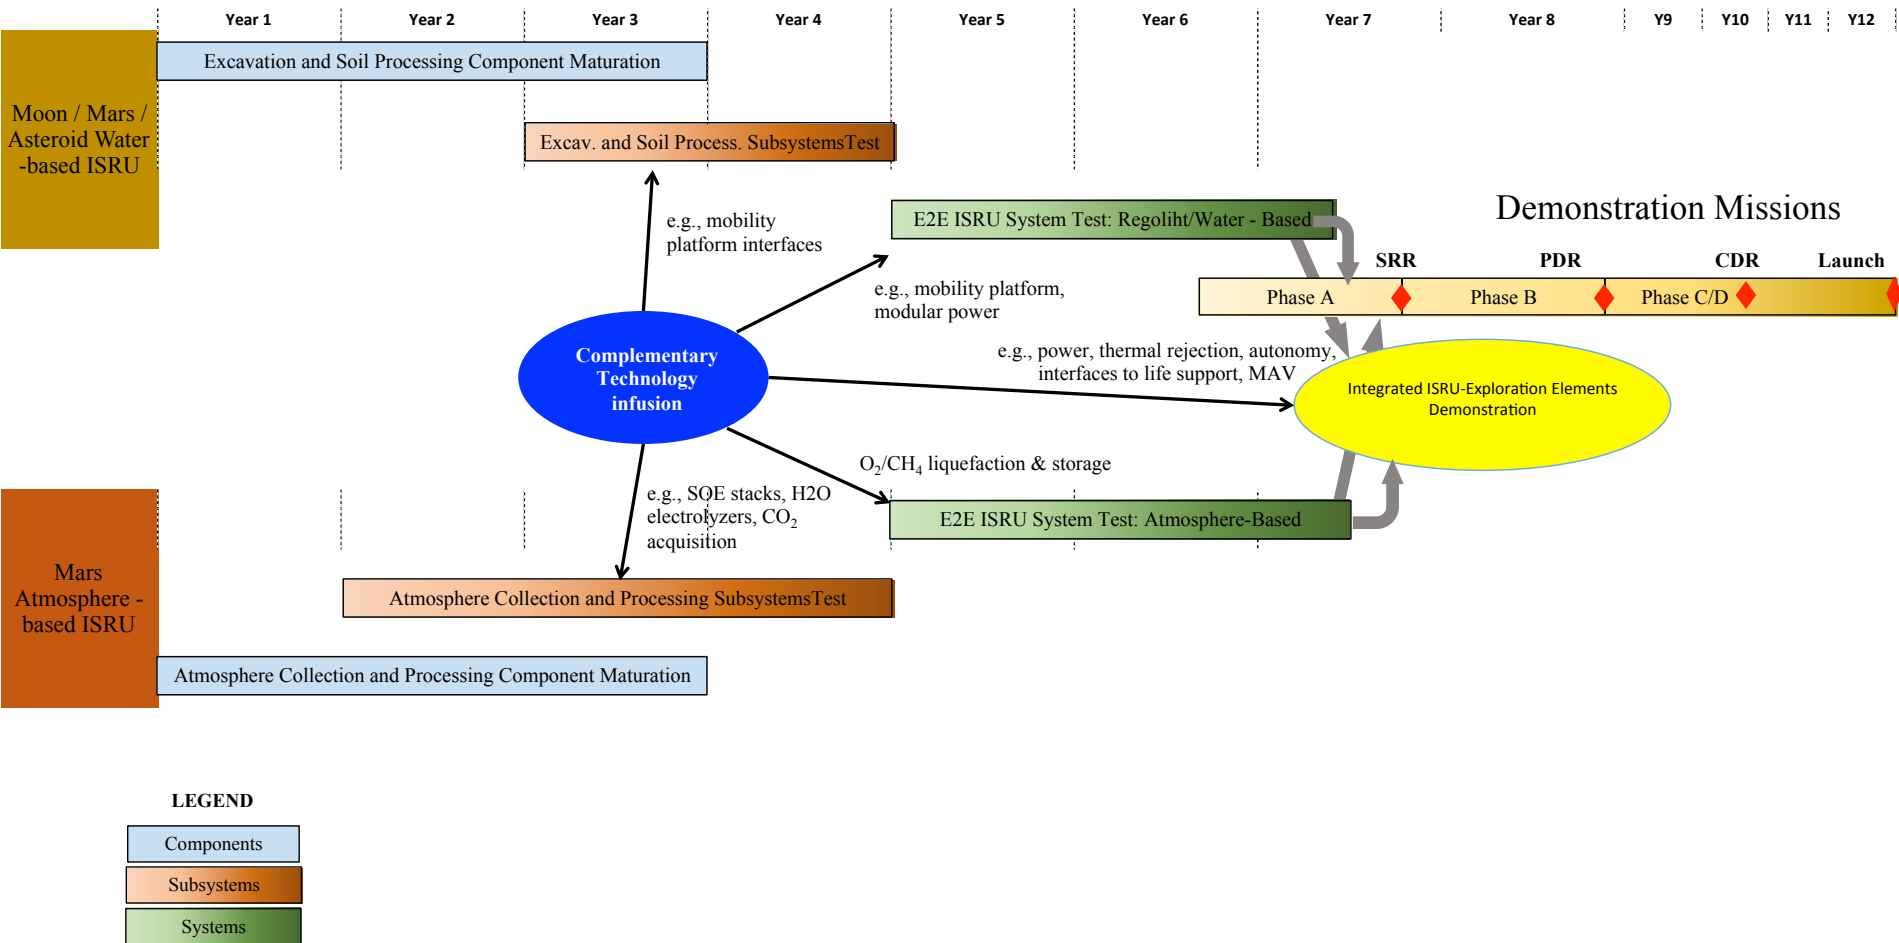 Year 1 Year 2 Year 3 Year 4 Year 5 Year 6 Year 7 Year 8 Y9 Y10 Y11 Y12
Moon / Mars /
Asteroid Water
-based ISRU
Excavation and Soil Processing Component Maturation
Excav. and Soil Process. SubsystemsTest
e.g., mobility
platform interfaces
E2E ISRU System Test: Regoliht/Water - Based
Demonstration Missions
SRR PDR CDR Launch
Phase A Phase B Phase C/D
e.g., mobility platform,
modular power
Complementary
Technology
infusion
e.g., power, thermal rejection, autonomy,
interfaces to life support, MAV
Integrated ISRU-Exploration Elements
Demonstration
O₂/CH₄ liquefaction & storage
e.g., SOE stacks, H2O
electrolyzers, CO₂
acquisition
E2E ISRU System Test: Atmosphere-Based
Mars
Atmosphere -
based ISRU
Atmosphere Collection and Processing SubsystemsTest
Atmosphere Collection and Processing Component Maturation
LEGEND
Components
Subsystems
Systems